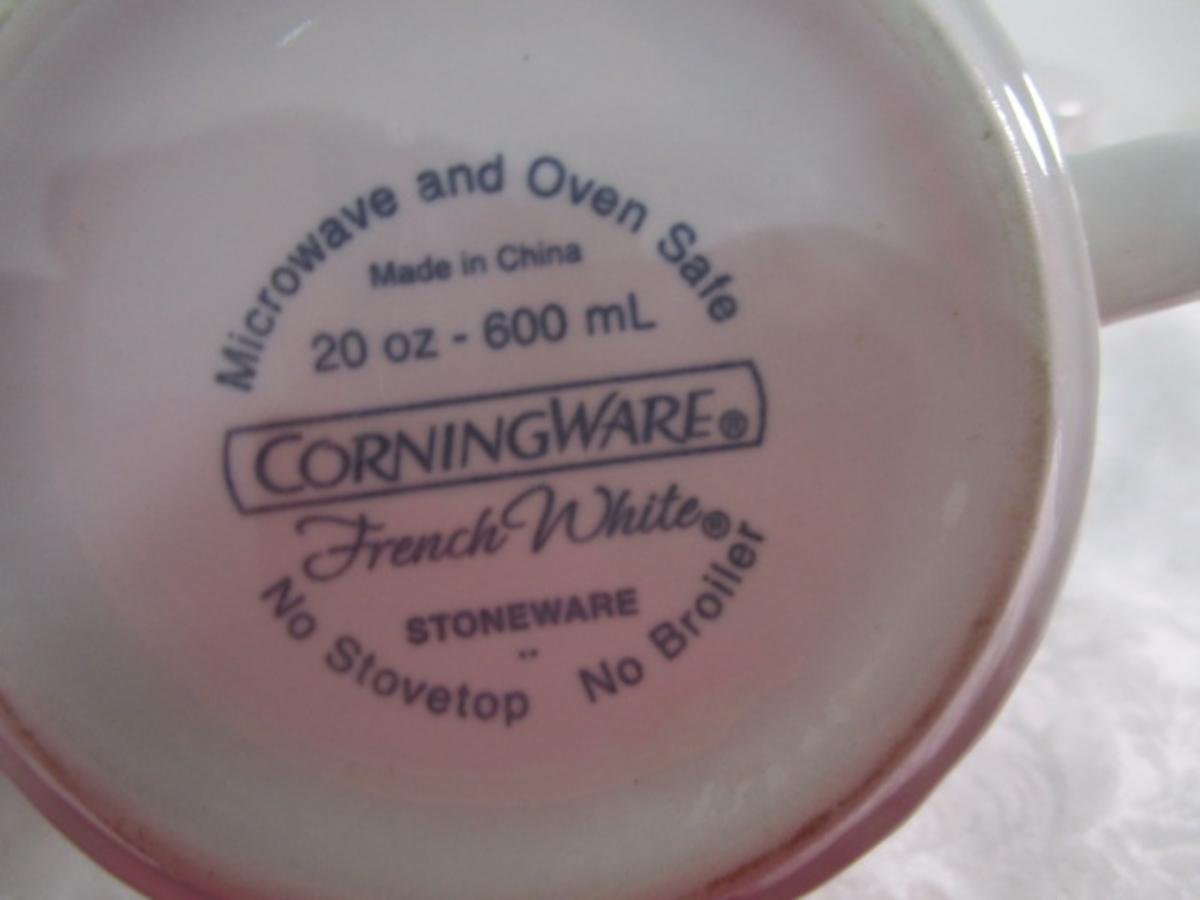 Microwave and Oven Safe
Made in China
20 oz - 600 mL
CORNINGWARE®
French White®
STONEWARE
No Stovetop No Broiler